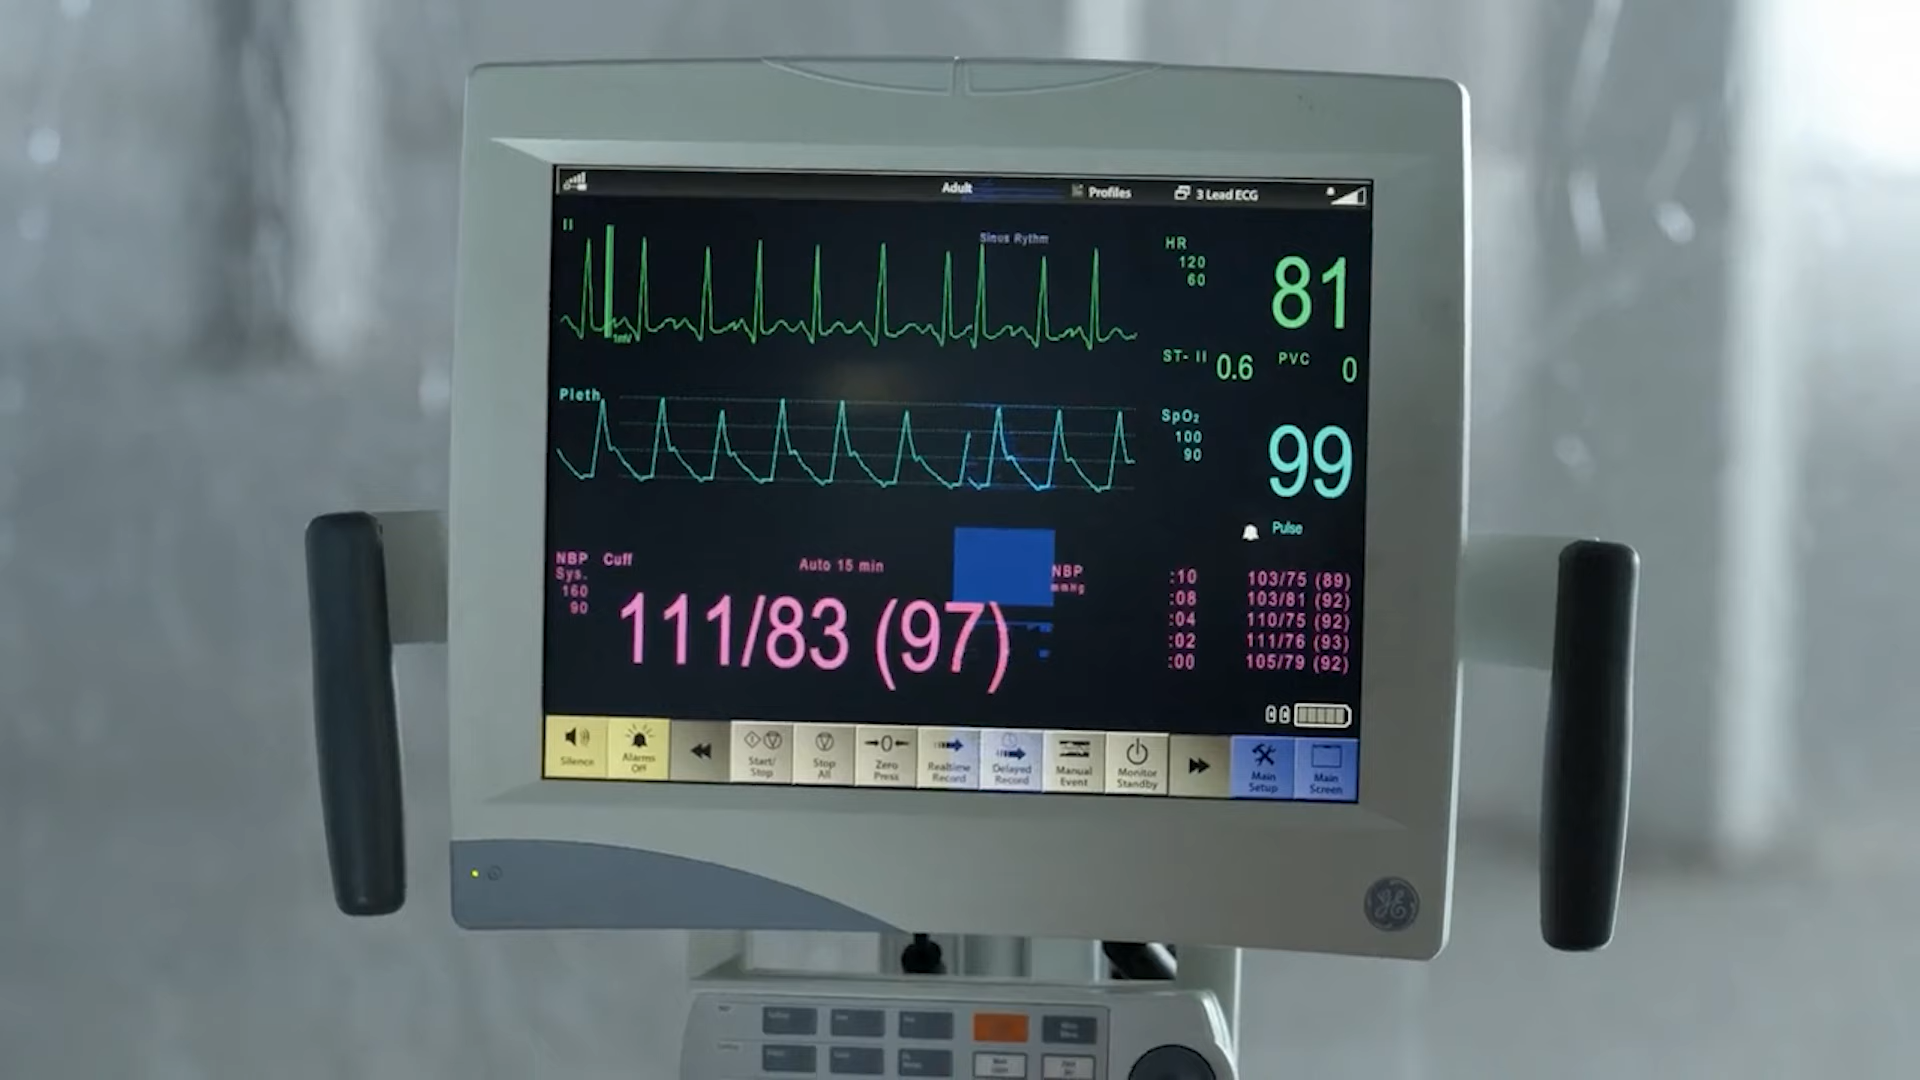 Adult
Profiles
3 Lead ECG
II
Sinus Rythm
1mV
HR
120
60
81
ST- II 0.6 PVC 0
Pleth
SpO₂
100
90
99
Pulse
NBP Cuff
Sys.
160
90
Auto 15 min
111/83 (97)
NBP
mmHg
:10 103/75 (89)
:08 103/81 (92)
:04 110/75 (92)
:02 111/76 (93)
:00 105/79 (92)
Silence
Alarms
Off
Start/
Stop
Stop
All
Zero
Press
Realtime
Record
Delayed
Record
Manual
Event
Monitor
Standby
Main
Setup
Main
Screen
GE